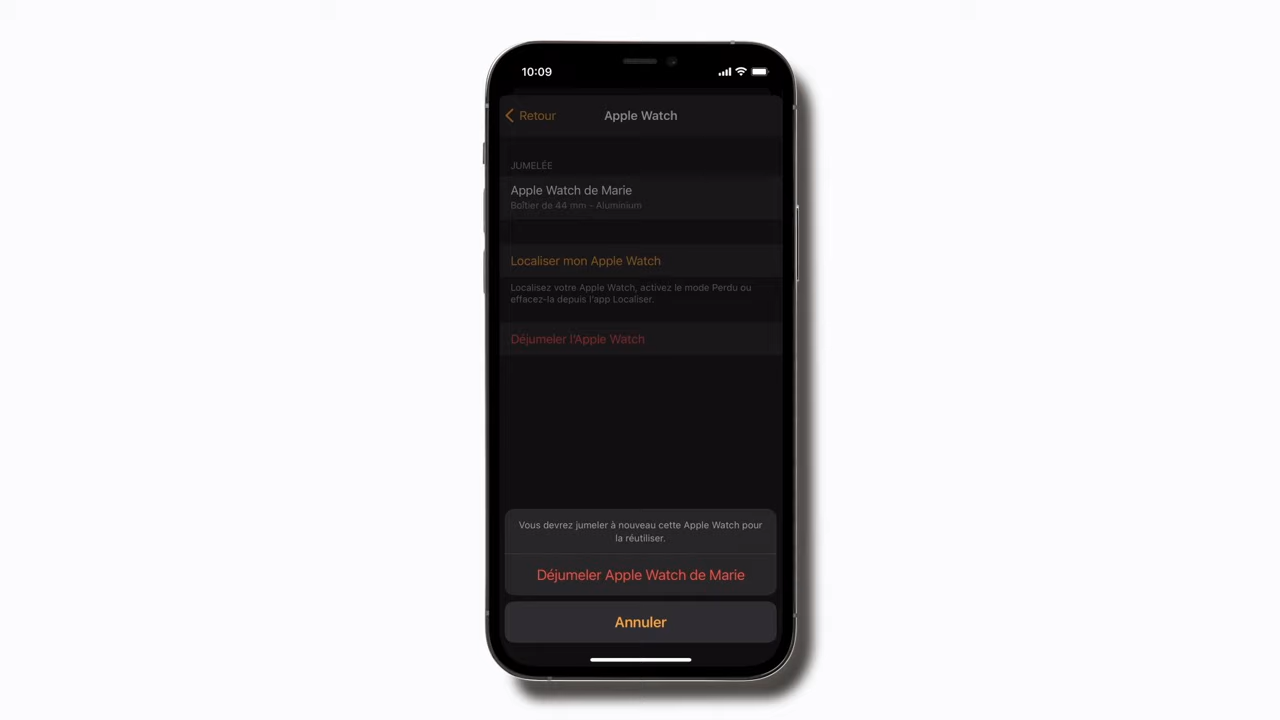 10:09
Retour
Apple Watch
JUMELÉE
Apple Watch de Marie
Boîtier de 44 mm - Aluminium
Localiser mon Apple Watch
Localisez votre Apple Watch, activez le mode Perdu ou
effacez-la depuis l'app Localiser.
Déjumeler l'Apple Watch
Vous devrez jumeler à nouveau cette Apple Watch pour
la réutiliser.
Déjumeler Apple Watch de Marie
Annuler